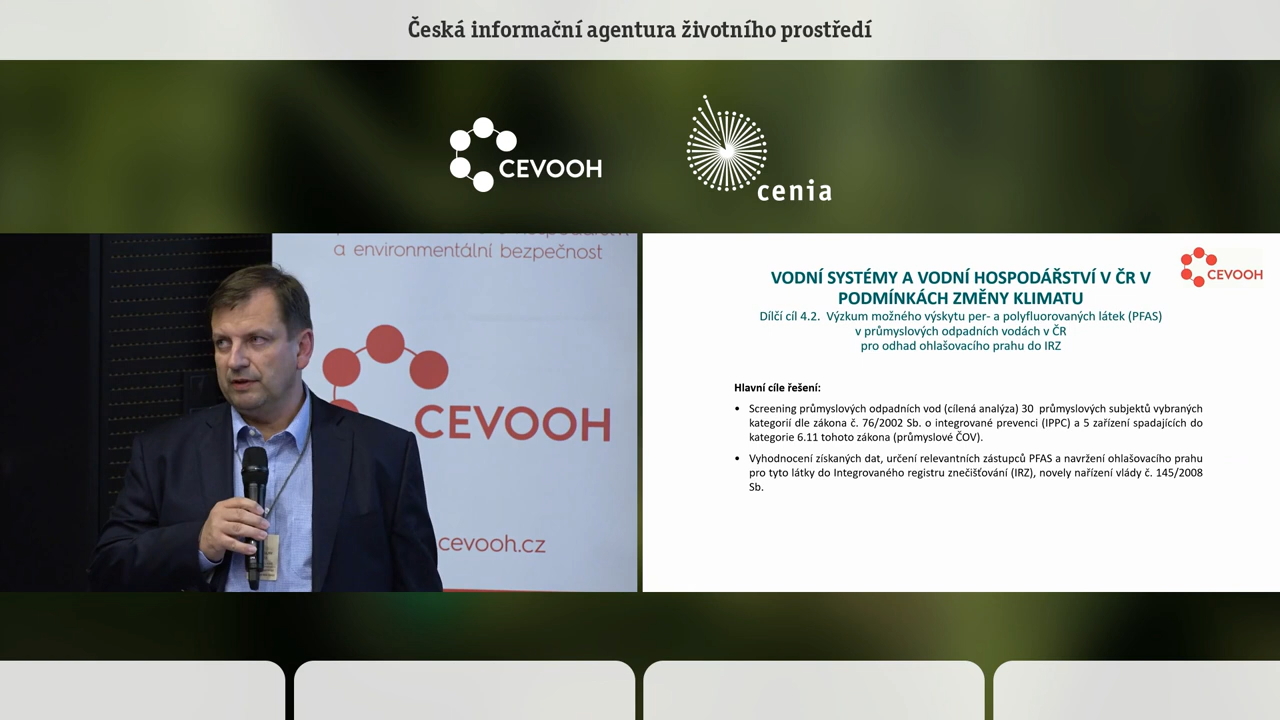 Česká informační agentura životního prostředí
CEVOOH
cenia
a environmentální bezpečnost
CEVOOH
cevooh.cz
CEVOOH
VODNÍ SYSTÉMY A VODNÍ HOSPODÁŘSTVÍ V ČR V
PODMÍNKÁCH ZMĚNY KLIMATU
Dílčí cíl 4.2. Výzkum možného výskytu per- a polyfluorovaných látek (PFAS)
v průmyslových odpadních vodách v ČR
pro odhad ohlašovacího prahu do IRZ
Hlavní cíle řešení:
• Screening průmyslových odpadních vod (cílená analýza) 30 průmyslových subjektů vybraných
kategorií dle zákona č. 76/2002 Sb. o integrované prevenci (IPPC) a 5 zařízení spadajících do
kategorie 6.11 tohoto zákona (průmyslové ČOV).
• Vyhodnocení získaných dat, určení relevantních zástupců PFAS a navržení ohlašovacího prahu
pro tyto látky do Integrovaného registru znečišťování (IRZ), novely nařízení vlády č. 145/2008
Sb.